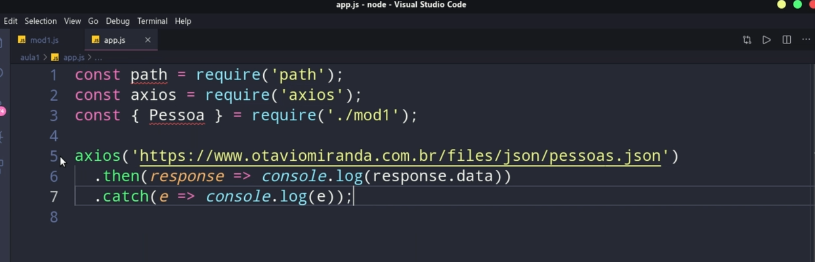 app.js - node - Visual Studio Code
Edit Selection View Go Debug Terminal Help
mod1.js app.js ×
aula1 > app.js > ...
1 const path = require('path');
2 const axios = require('axios');
3 const { Pessoa } = require('./mod1');
4
5 axios('https://www.otaviomiranda.com.br/files/json/pessoas.json')
6 .then(response => console.log(response.data))
7 .catch(e => console.log(e));
8